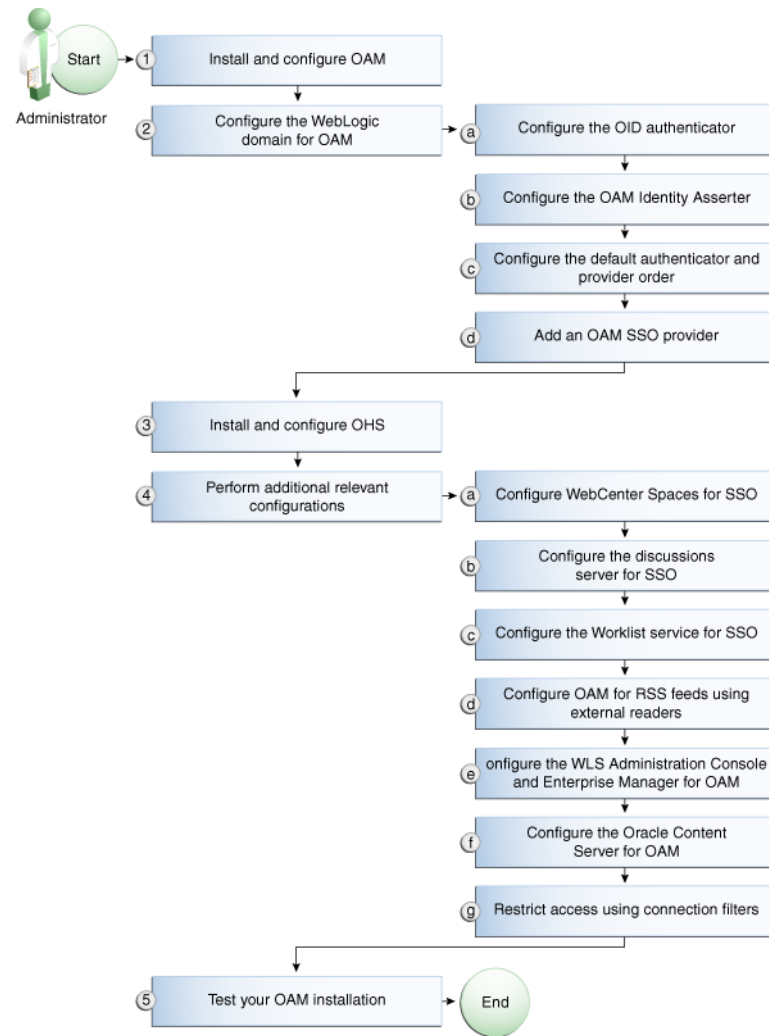 Start
Administrator
1
Install and configure OAM
2
Configure the WebLogic
domain for OAM
a
Configure the OID authenticator
b
Configure the OAM Identity Asserter
c
Configure the default authenticator and
provider order
d
Add an OAM SSO provider
3
Install and configure OHS
4
Perform additional relevant
configurations
a
Configure WebCenter Spaces for SSO
b
Configure the discussions
server for SSO
c
Configure the Worklist service for SSO
d
Configure OAM for RSS feeds using
external readers
e
onfigure the WLS Administration Console
and Enterprise Manager for OAM
f
Configure the Oracle Content
Server for OAM
g
Restrict access using connection filters
5
Test your OAM installation
End